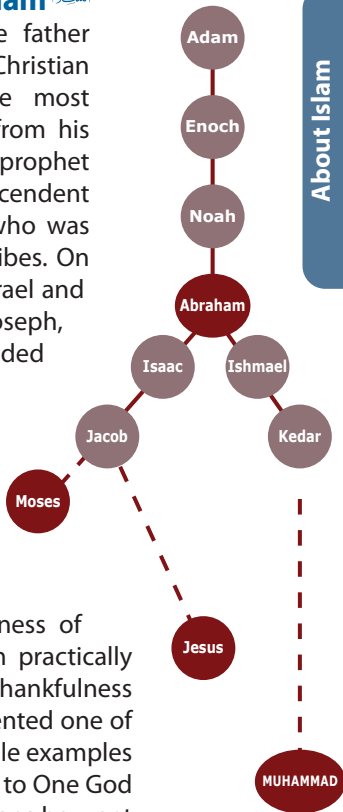 lam
e father
Christian
e most
from his
prophet
cendent
who was
ibes. On
rael and
oseph,
ded
Adam
Enoch
Noah
Abraham
Isaac
Ishmael
Jacob
Kedar
Moses
Jesus
MUHAMMAD
ness of
n practically
hankfulness
ented one of
le examples
to One God
About Islam